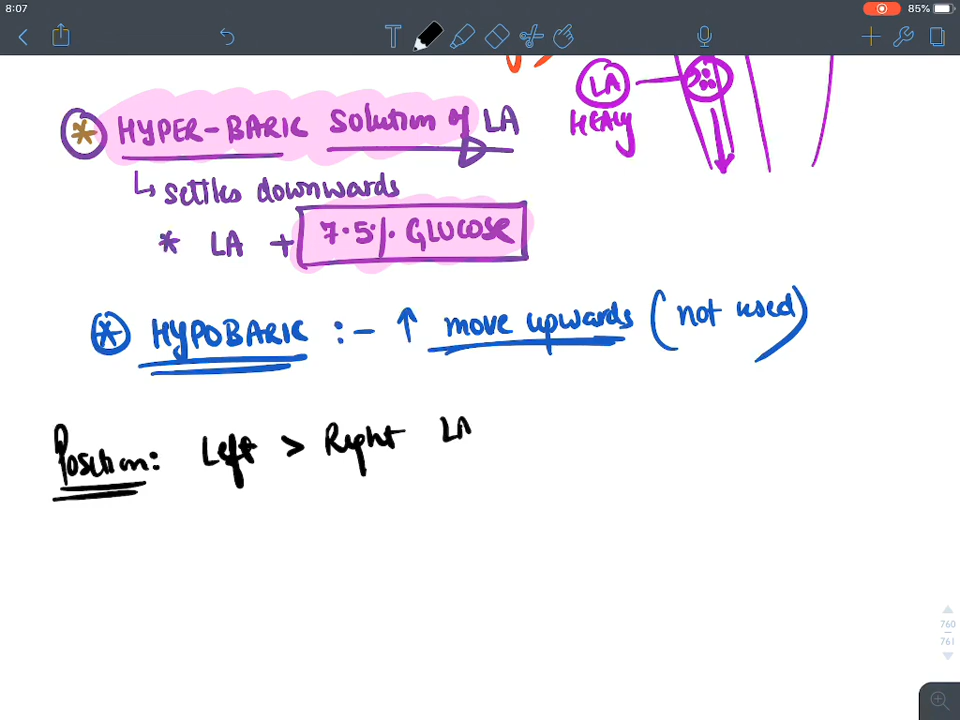 8:07
85%
T
LA
HEAVY
* HYPER-BARIC Solution of LA
↳ settles downwards
* LA + 7.5% GLUCOSE
* HYPOBARIC :- ↑ move upwards (not used)
Position: Left > Right LA
760
761